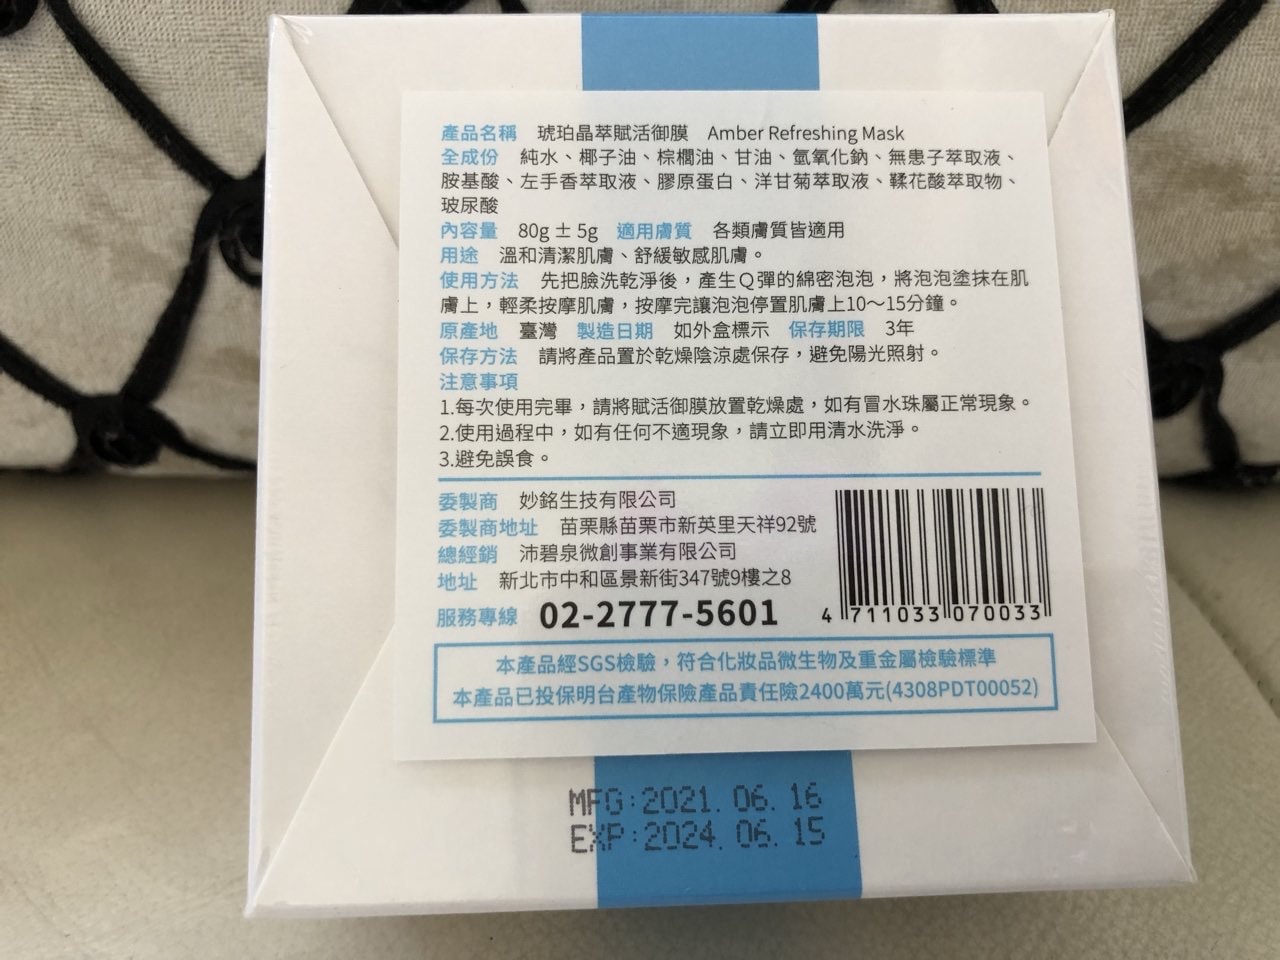 產品名稱 琥珀晶萃賦活御膜 Amber Refreshing Mask
全成份 純水、椰子油、棕櫚油、甘油、氫氧化鈉、無患子萃取液、
胺基酸、左手香萃取液、膠原蛋白、洋甘菊萃取液、鞣花酸萃取物、
玻尿酸
內容量 80g ± 5g 適用膚質 各類膚質皆適用
用途 溫和清潔肌膚、舒緩敏感肌膚。
使用方法 先把臉洗乾淨後，產生Q彈的綿密泡泡，將泡泡塗抹在肌
膚上，輕柔按摩肌膚，按摩完讓泡泡停置肌膚上10～15分鐘。
原產地 臺灣 製造日期 如外盒標示 保存期限 3年
保存方法 請將產品置於乾燥陰涼處保存，避免陽光照射。
注意事項
1.每次使用完畢，請將賦活御膜放置乾燥處，如有冒水珠屬正常現象。
2.使用過程中，如有任何不適現象，請立即用清水洗淨。
3.避免誤食。
委製商 妙銘生技有限公司
委製商地址 苗栗縣苗栗市新英里天祥92號
總經銷 沛碧泉微創事業有限公司
地址 新北市中和區景新街347號9樓之8
服務專線 02-2777-5601
4 711033 070033
本產品經SGS檢驗，符合化妝品微生物及重金屬檢驗標準
本產品已投保明台產物保險產品責任險2400萬元(4308PDT00052)
MFG:2021. 06. 16
EXP:2024. 06. 15